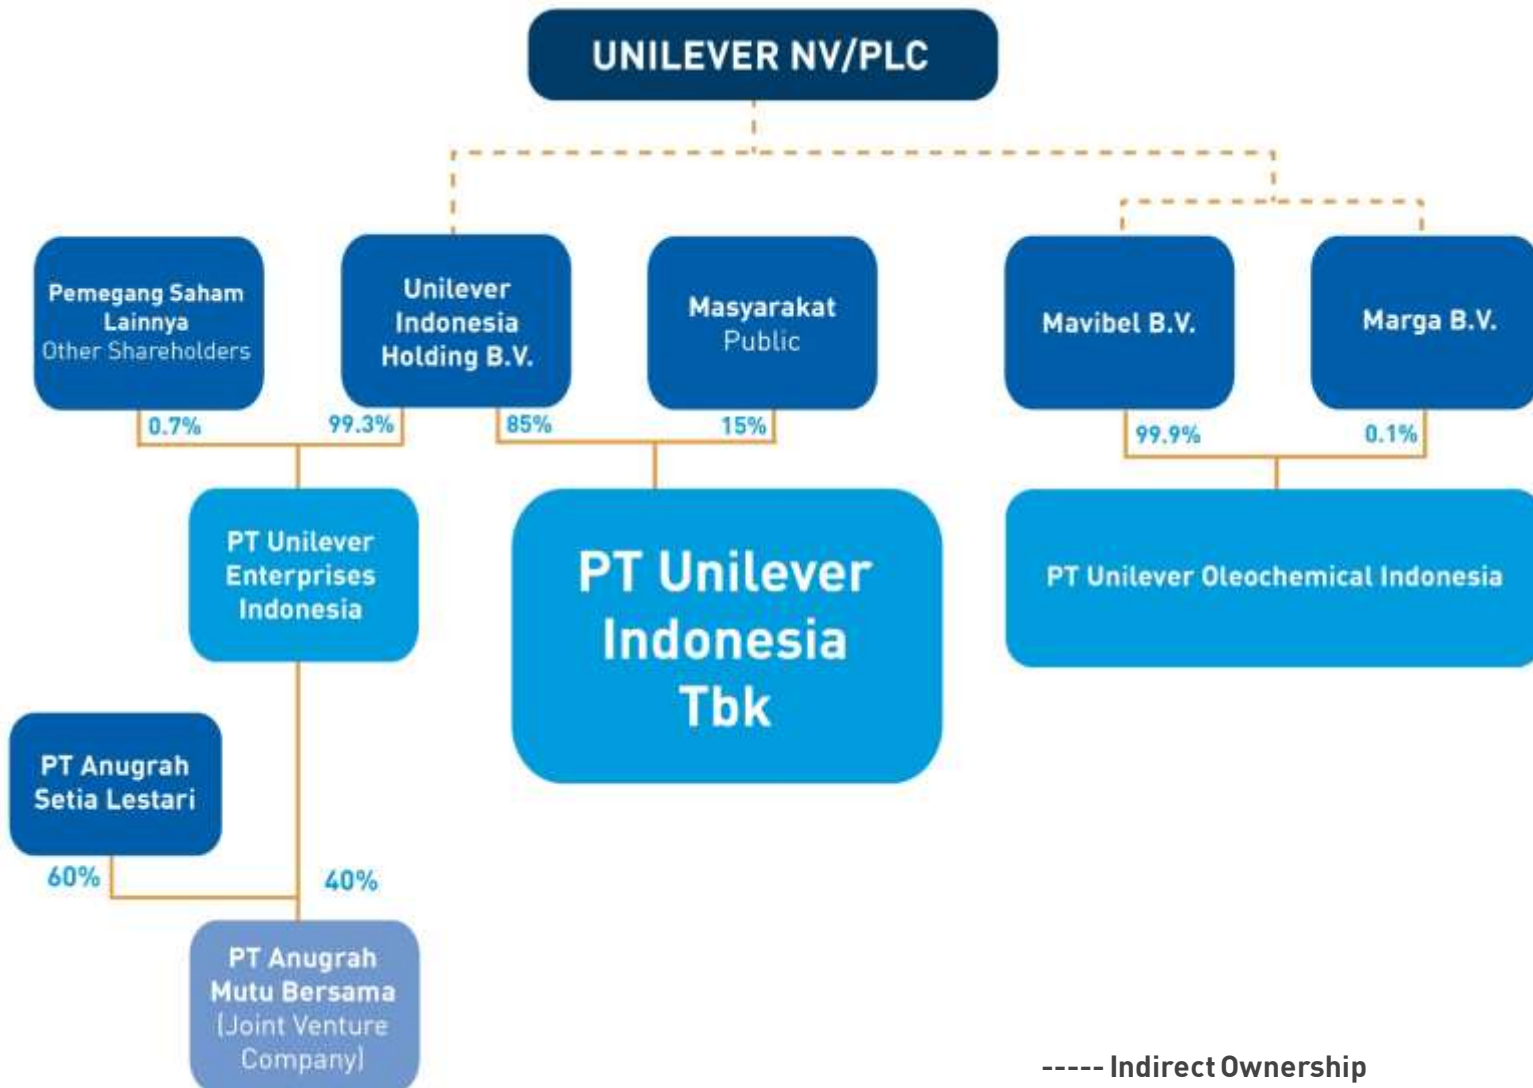 UNILEVER NV/PLC
Pemegang Saham
Lainnya
Other Shareholders
Unilever
Indonesia
Holding B.V.
Masyarakat
Public
Mavibel B.V.
Marga B.V.
0.7%
99.3%
85%
15%
99.9%
0.1%
PT Unilever
Enterprises
Indonesia
PT Unilever
Indonesia
Tbk
PT Unilever Oleochemical Indonesia
PT Anugrah
Setia Lestari
60%
40%
PT Anugrah
Mutu Bersama
(Joint Venture
Company)
----- Indirect Ownership